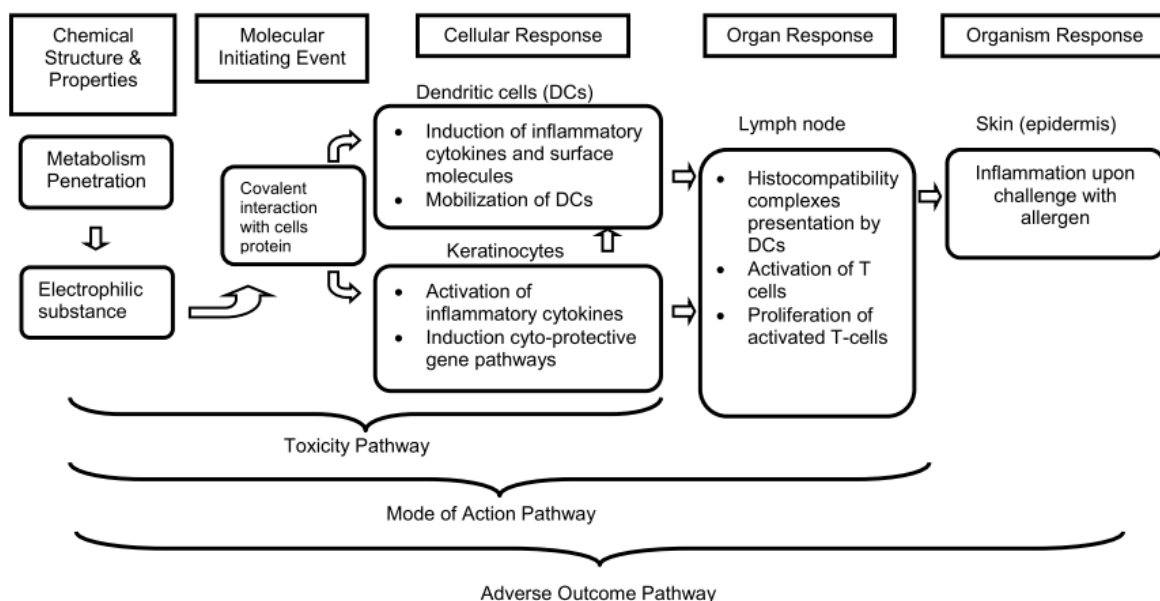 Chemical
Structure &
Properties
Molecular
Initiating Event
Cellular Response
Organ Response
Organism Response
Metabolism
Penetration
Electrophilic
substance
Covalent
interaction
with cells
protein
Dendritic cells (DCs)
• Induction of inflammatory
cytokines and surface
molecules
• Mobilization of DCs
Keratinocytes
• Activation of
inflammatory cytokines
• Induction cyto-protective
gene pathways
Lymph node
• Histocompatibility
complexes
presentation by
DCs
• Activation of T
cells
• Proliferation of
activated T-cells
Skin (epidermis)
Inflammation upon
challenge with
allergen
Toxicity Pathway
Mode of Action Pathway
Adverse Outcome Pathway